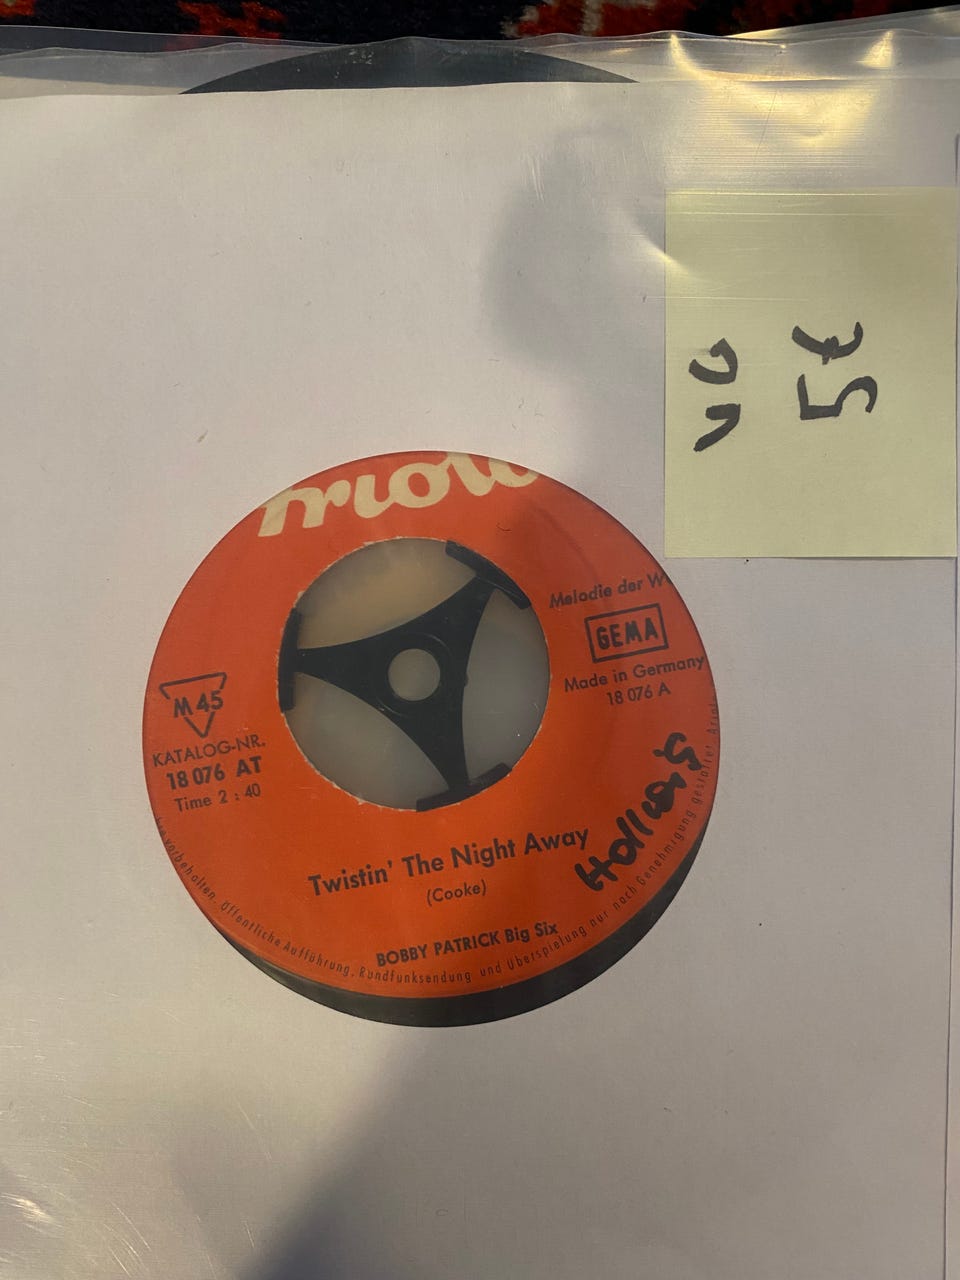 VG
5€
Melodie der W
GEMA
Made in Germany
18 076 A
M 45
KATALOG-NR.
18 076 AT
Time 2 : 40
Twistin' The Night Away
(Cooke)
BOBBY PATRICK Big Six
vorbehalten. Öffentliche Aufführung, Rundfunksendung und Überspielung nur nach Genehmigung gestattet.